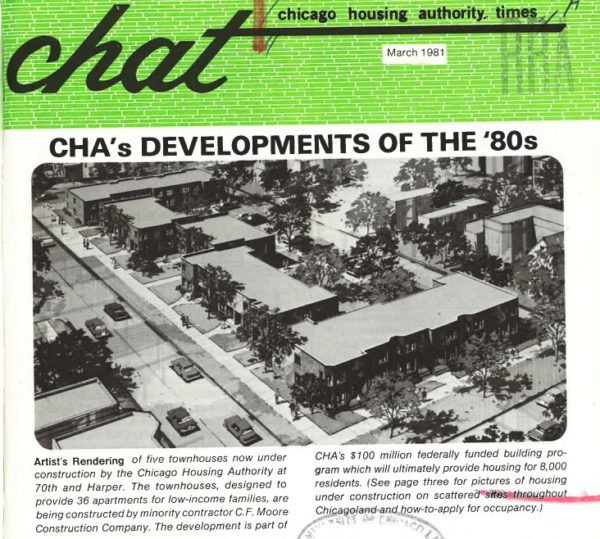 chat
chicago housing authority times
March 1981
CHA's DEVELOPMENTS OF THE '80s
Artist's Rendering of five townhouses now under
construction by the Chicago Housing Authority at
70th and Harper. The townhouses, designed to
provide 36 apartments for low-income families, are
being constructed by minority contractor C.F. Moore
Construction Company. The development is part of
CHA's $100 million federally funded building pro-
gram which will ultimately provide housing for 8,000
residents. (See page three for pictures of housing
under construction on scattered sites throughout
Chicagoland and how-to-apply for occupancy.)
OF CHICAGO